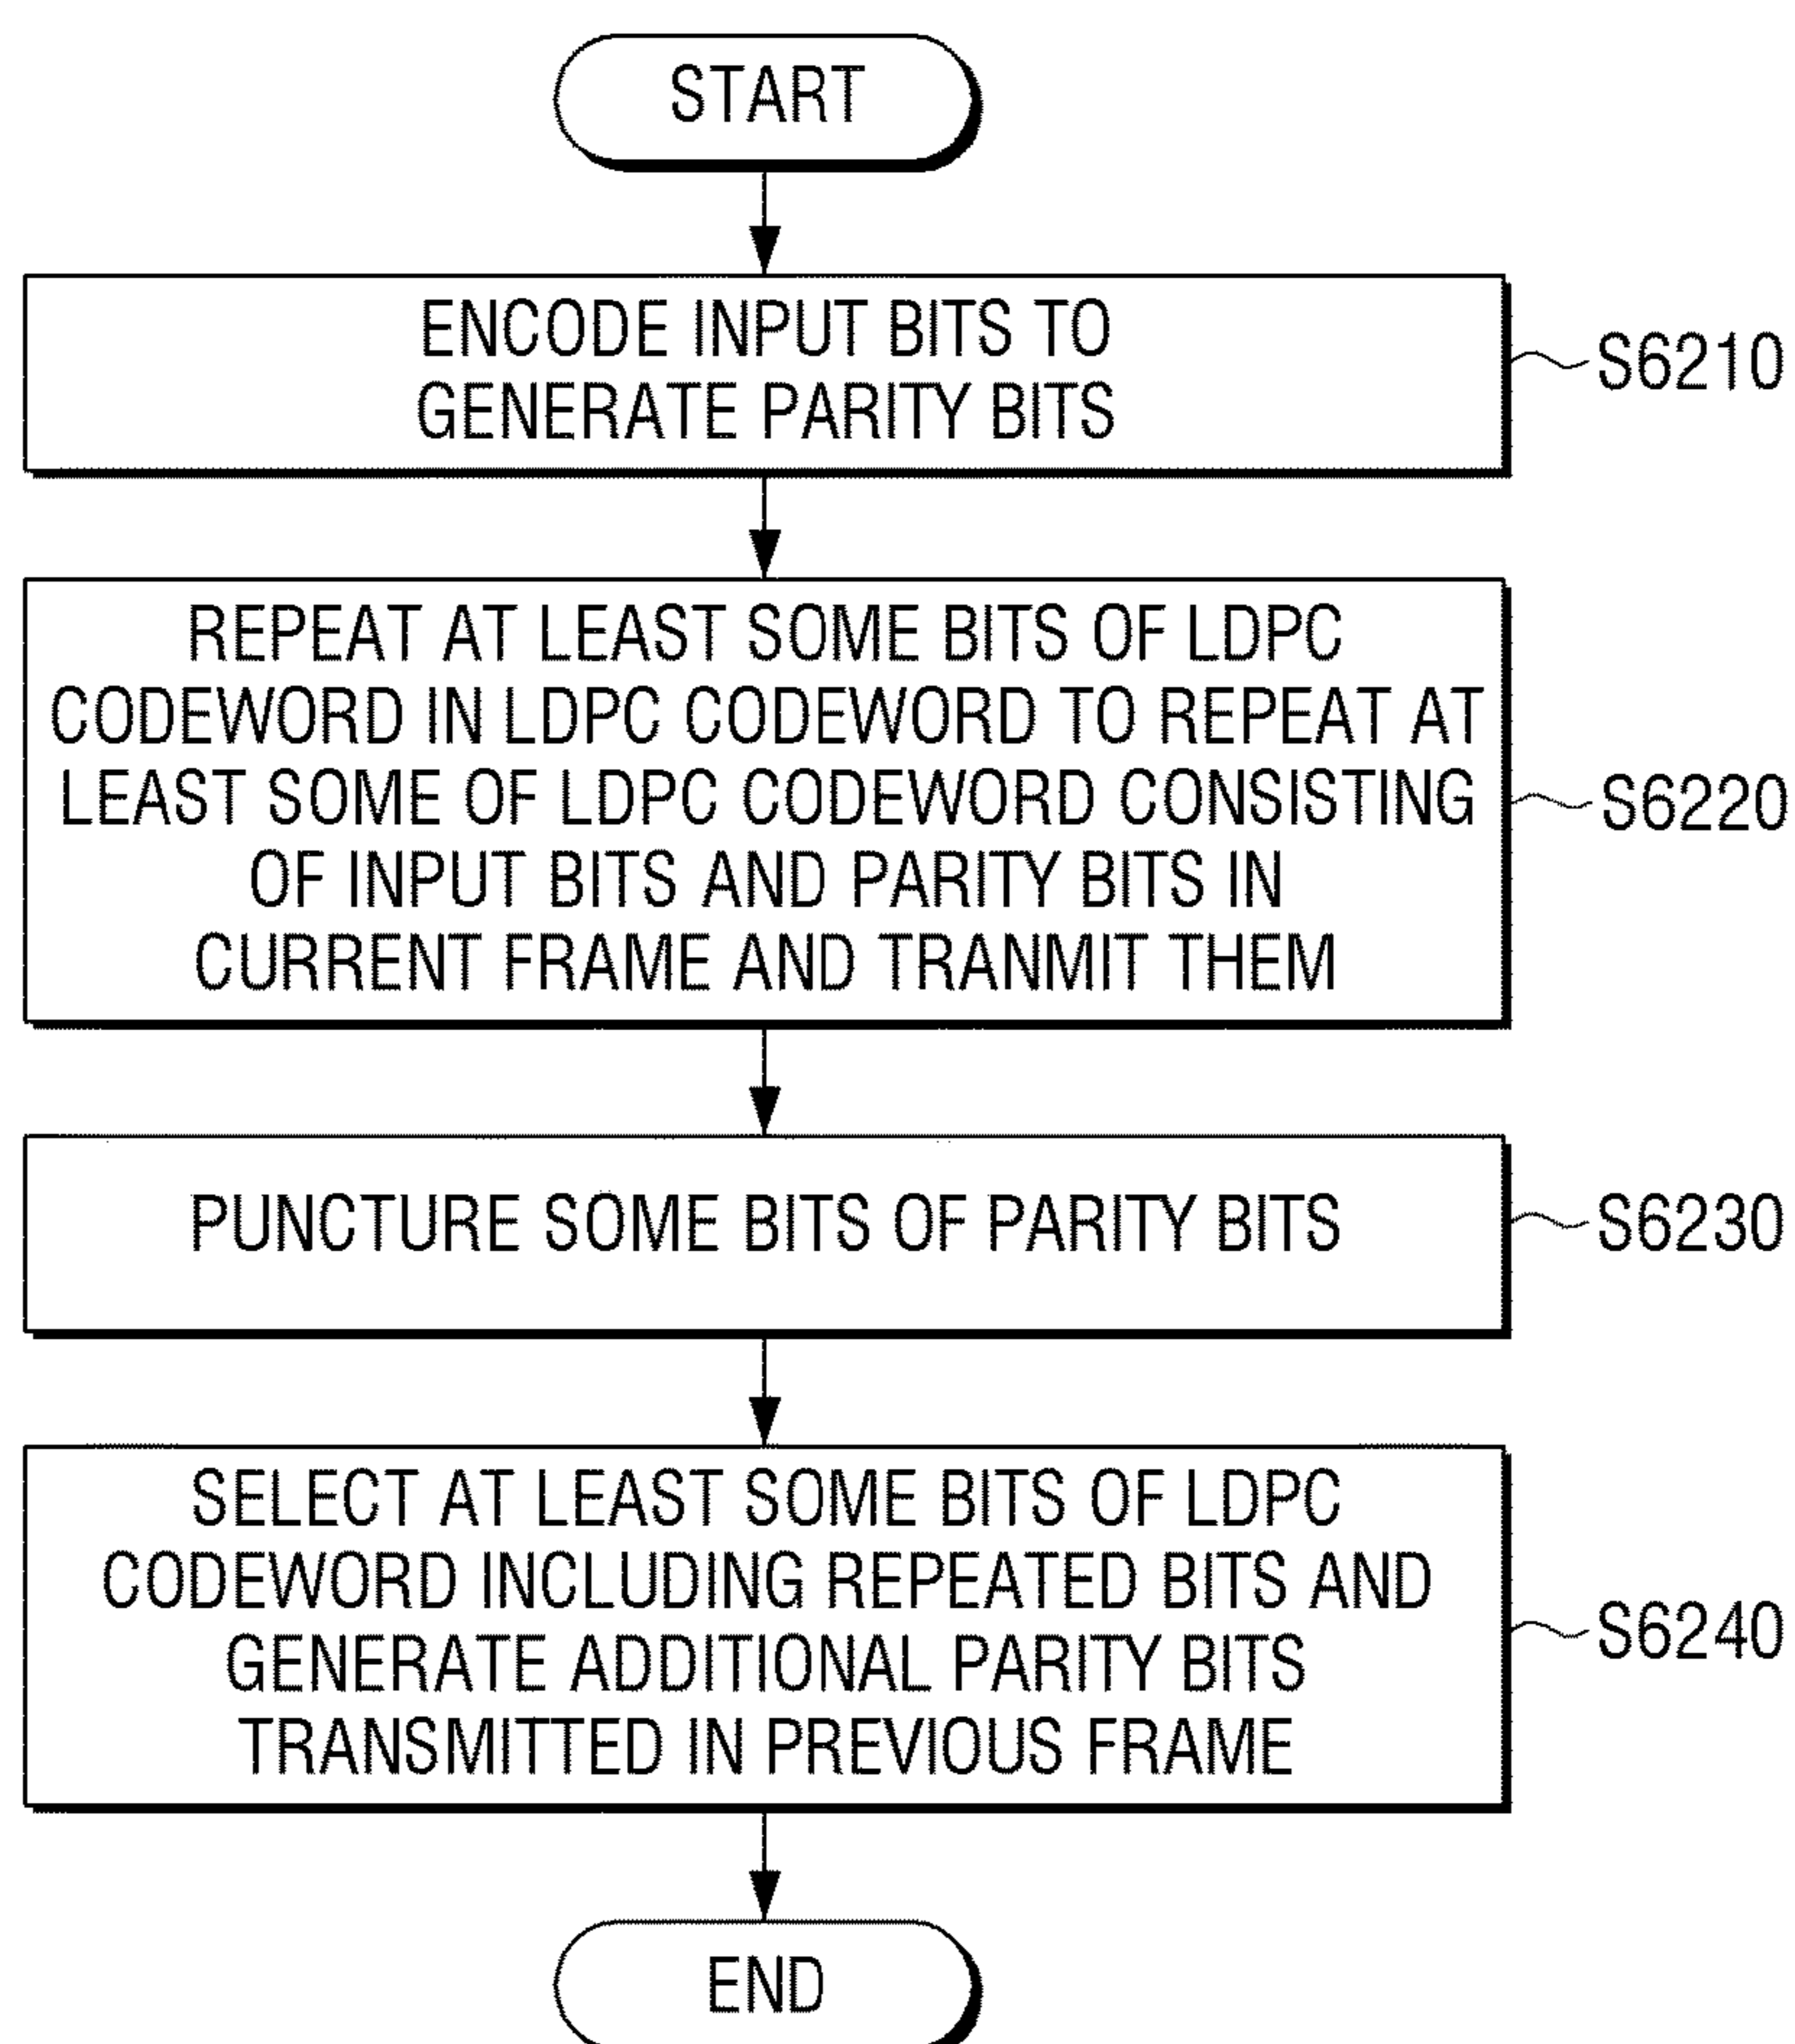 START
ENCODE INPUT BITS TO
GENERATE PARITY BITS
S6210
REPEAT AT LEAST SOME BITS OF LDPC
CODEWORD IN LDPC CODEWORD TO REPEAT AT
LEAST SOME OF LDPC CODEWORD CONSISTING
OF INPUT BITS AND PARITY BITS IN
CURRENT FRAME AND TRANMIT THEM
S6220
PUNCTURE SOME BITS OF PARITY BITS
S6230
SELECT AT LEAST SOME BITS OF LDPC
CODEWORD INCLUDING REPEATED BITS AND
GENERATE ADDITIONAL PARITY BITS
TRANSMITTED IN PREVIOUS FRAME
S6240
END